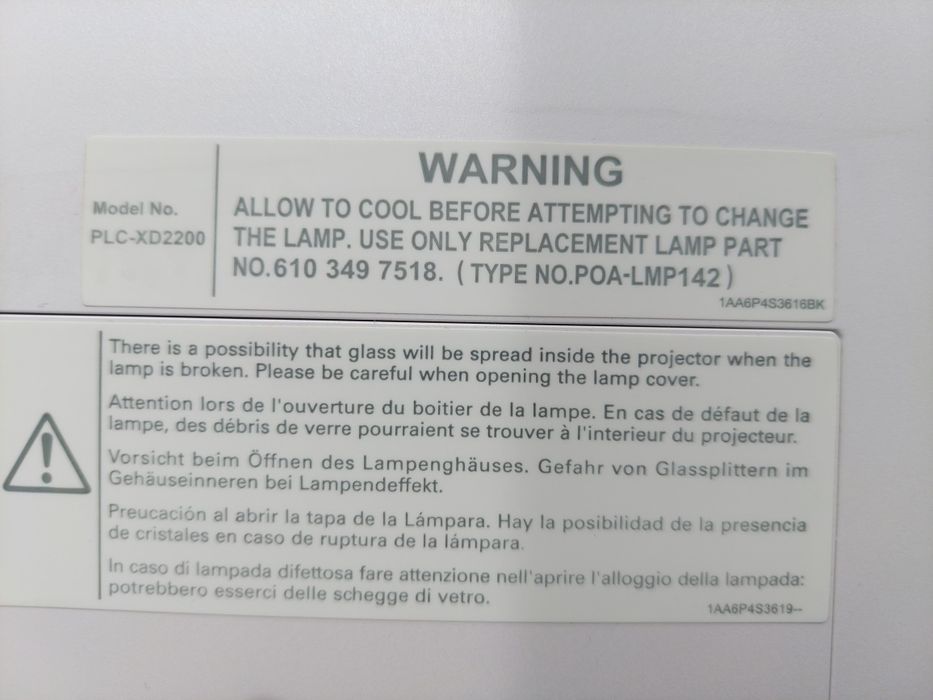 WARNING
Model No.
PLC-XD2200
ALLOW TO COOL BEFORE ATTEMPTING TO CHANGE
THE LAMP. USE ONLY REPLACEMENT LAMP PART
NO.610 349 7518. ( TYPE NO.POA-LMP142 )
1AA6P4S3616BK
There is a possibility that glass will be spread inside the projector when the
lamp is broken. Please be careful when opening the lamp cover.
Attention lors de l'ouverture du boitier de la lampe. En cas de défaut de la
lampe, des débris de verre pourraient se trouver à l'interieur du projecteur.
Vorsicht beim Öffnen des Lampenghäuses. Gefahr von Glassplittern im
Gehäuseinneren bei Lampendeffekt.
Preucación al abrir la tapa de la Lámpara. Hay la posibilidad de la presencia
de cristales en caso de ruptura de la lámpara.
In caso di lampada difettosa fare attenzione nell'aprire l'alloggio della lampada:
potrebbero esserci delle schegge di vetro.
1AA6P4S3619--